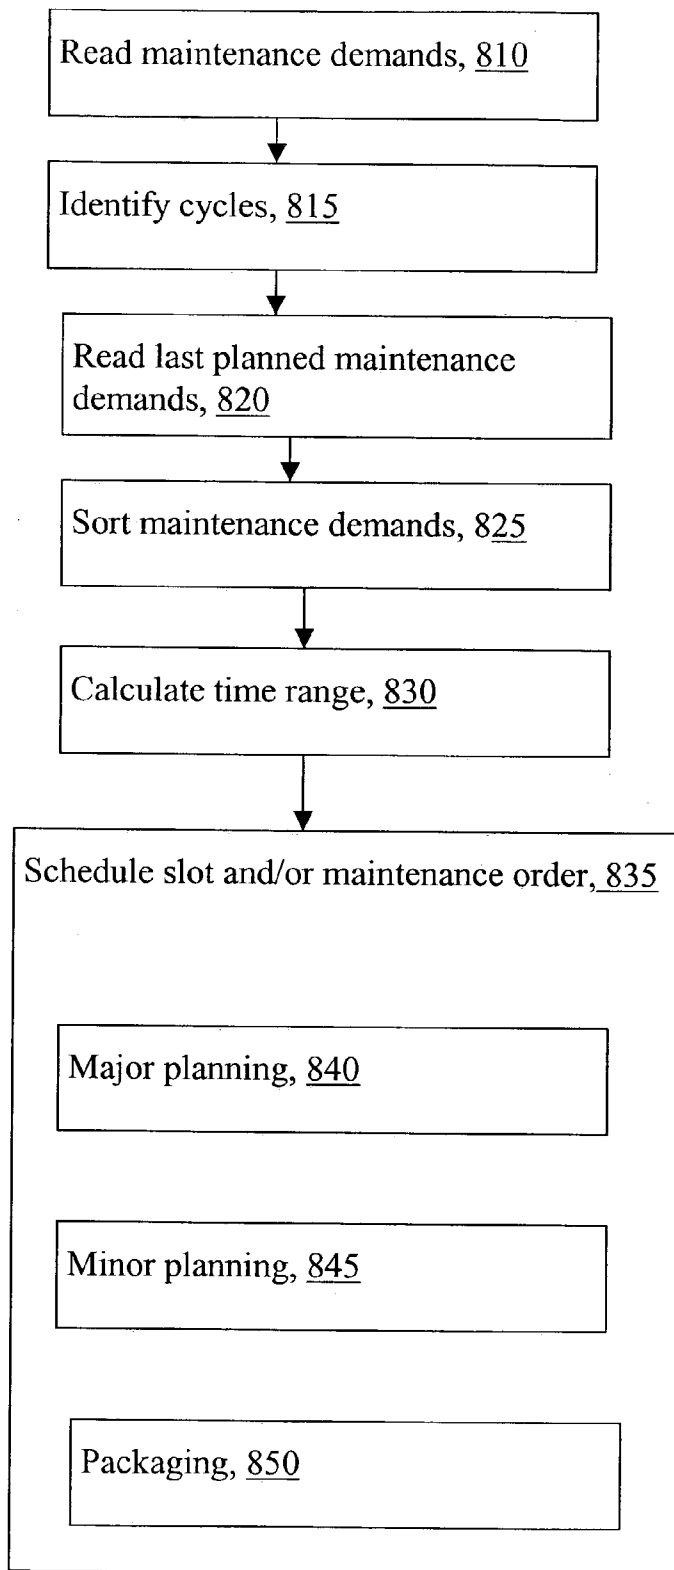 Read maintenance demands, 810
Identify cycles, 815
Read last planned maintenance
demands, 820
Sort maintenance demands, 825
Calculate time range, 830
Schedule slot and/or maintenance order, 835
Major planning, 840
Minor planning, 845
Packaging, 850